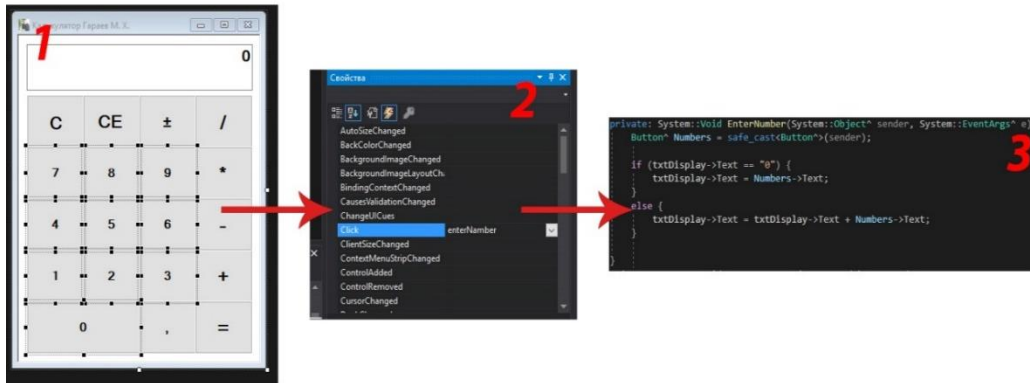 1
Калькулятор Гараев М. Х.
0
C CE ± /
7 8 9 *
4 5 6 -
1 2 3 +
0 , =
Свойства
2
AutoSizeChanged
BackColorChanged
BackgroundImageChanged
BackgroundImageLayoutCh
BindingContextChanged
CausesValidationChanged
ChangeUICues
Click enterNamber
ClientSizeChanged
ContextMenuStripChanged
ControlAdded
ControlRemoved
CursorChanged
3
private: System::Void EnterNumber(System::Object^ sender, System::EventArgs^ e)
Button^ Numbers = safe_cast<Button^>(sender);
if (txtDisplay->Text == "0") {
txtDisplay->Text = Numbers->Text;
}
else {
txtDisplay->Text = txtDisplay->Text + Numbers->Text;
}
}